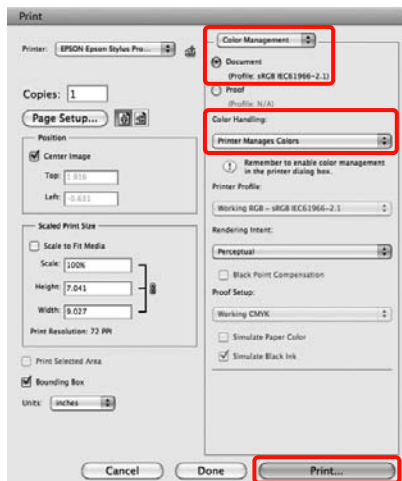 Print
Printer: EPSON Epson Stylus Pro...
Copies: 1
Page Setup...
Position
Center Image
Top: 1.916
Left: -0.631
Scaled Print Size
Scale to Fit Media
Scale: 100%
Height: 7.041
Width: 9.027
Print Resolution: 72 PPI
Print Selected Area
Bounding Box
Units: inches
Color Management
Document
(Profile: sRGB IEC61966-2.1)
Proof
(Profile: N/A)
Color Handling:
Printer Manages Colors
Remember to enable color management
in the printer dialog box.
Printer Profile:
Working RGB - sRGB IEC61966-2.1
Rendering Intent:
Perceptual
Black Point Compensation
Proof Setup:
Working CMYK
Simulate Paper Color
Simulate Black Ink
Cancel
Done
Print...